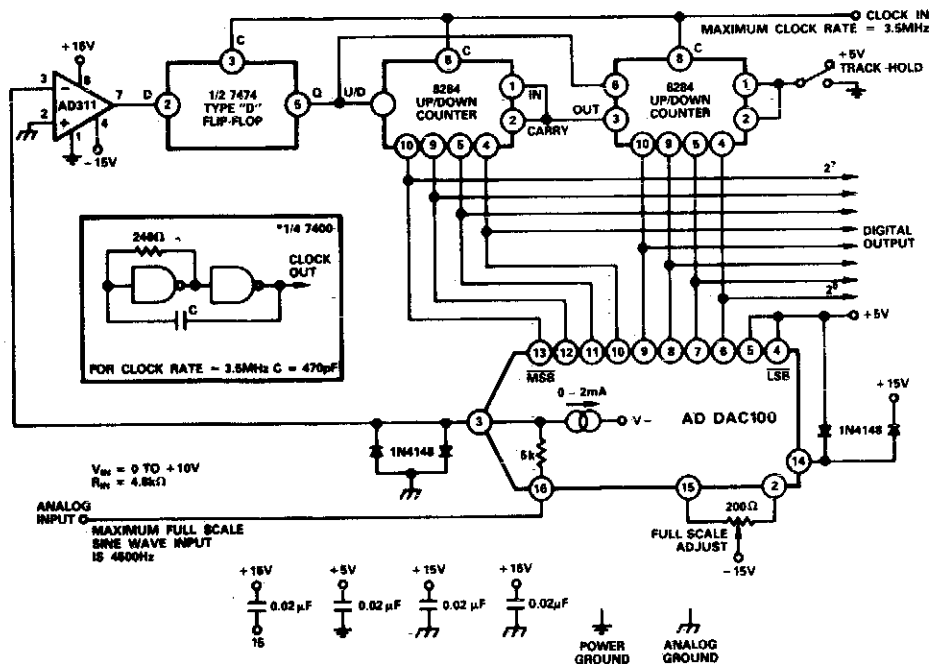 CLOCK IN
MAXIMUM CLOCK RATE = 3.5MHz
+15V
3
8
AD311
7
2
4
1
-15V
D
2
C
3
1/2 7474
TYPE "D"
FLIP-FLOP
5
Q
U/D
8
C
8284
UP/DOWN
COUNTER
1
IN
2
CARRY
10
9
5
4
OUT
8
C
6
3
8284
UP/DOWN
COUNTER
1
2
10
9
5
4
+5V
TRACK-HOLD
2⁷
DIGITAL
OUTPUT
2⁰
*1/4 7400
240Ω
CLOCK
OUT
C
FOR CLOCK RATE = 3.5MHz C = 470pF
+5V
13
12
11
10
9
8
7
6
5
4
MSB
LSB
0 - 2mA
V-
AD DAC100
3
5k
16
15
2
14
1N4148
1N4148
+15V
200Ω
FULL SCALE
ADJUST
-15V
VIN = 0 TO +10V
RIN = 4.8kΩ
ANALOG
INPUT
MAXIMUM FULL SCALE
SINE WAVE INPUT
IS 4500Hz
+15V
0.02µF
15
+5V
0.02µF
+15V
0.02µF
+15V
0.02µF
POWER
GROUND
ANALOG
GROUND